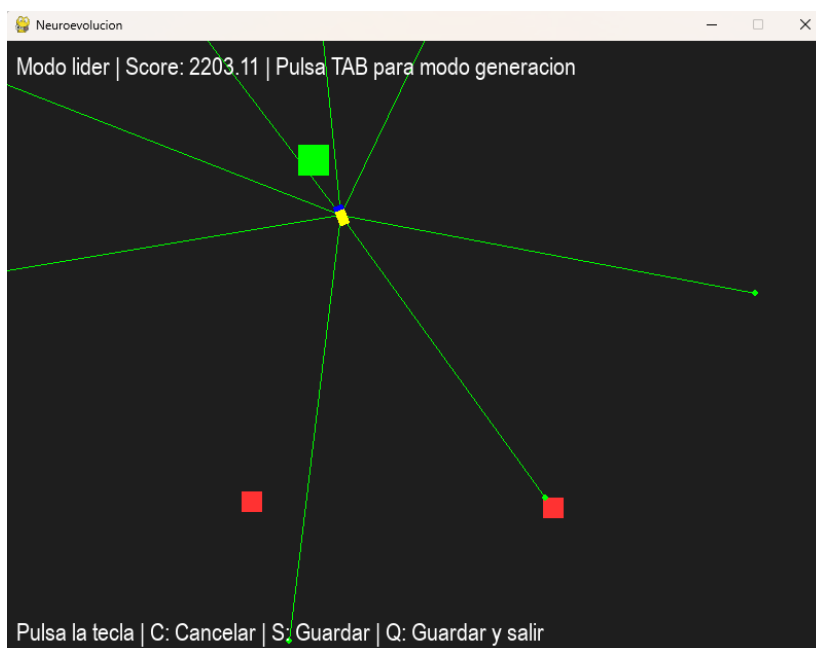 Neuroevolucion
Modo lider | Score: 2203.11 | Pulsa TAB para modo generacion
Pulsa la tecla | C: Cancelar | S: Guardar | Q: Guardar y salir